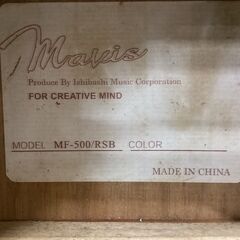 Mavis
Produce By Ishibashi Music Corporation
FOR CREATIVE MIND
MODEL MF-500/RSB COLOR
MADE IN CHINA